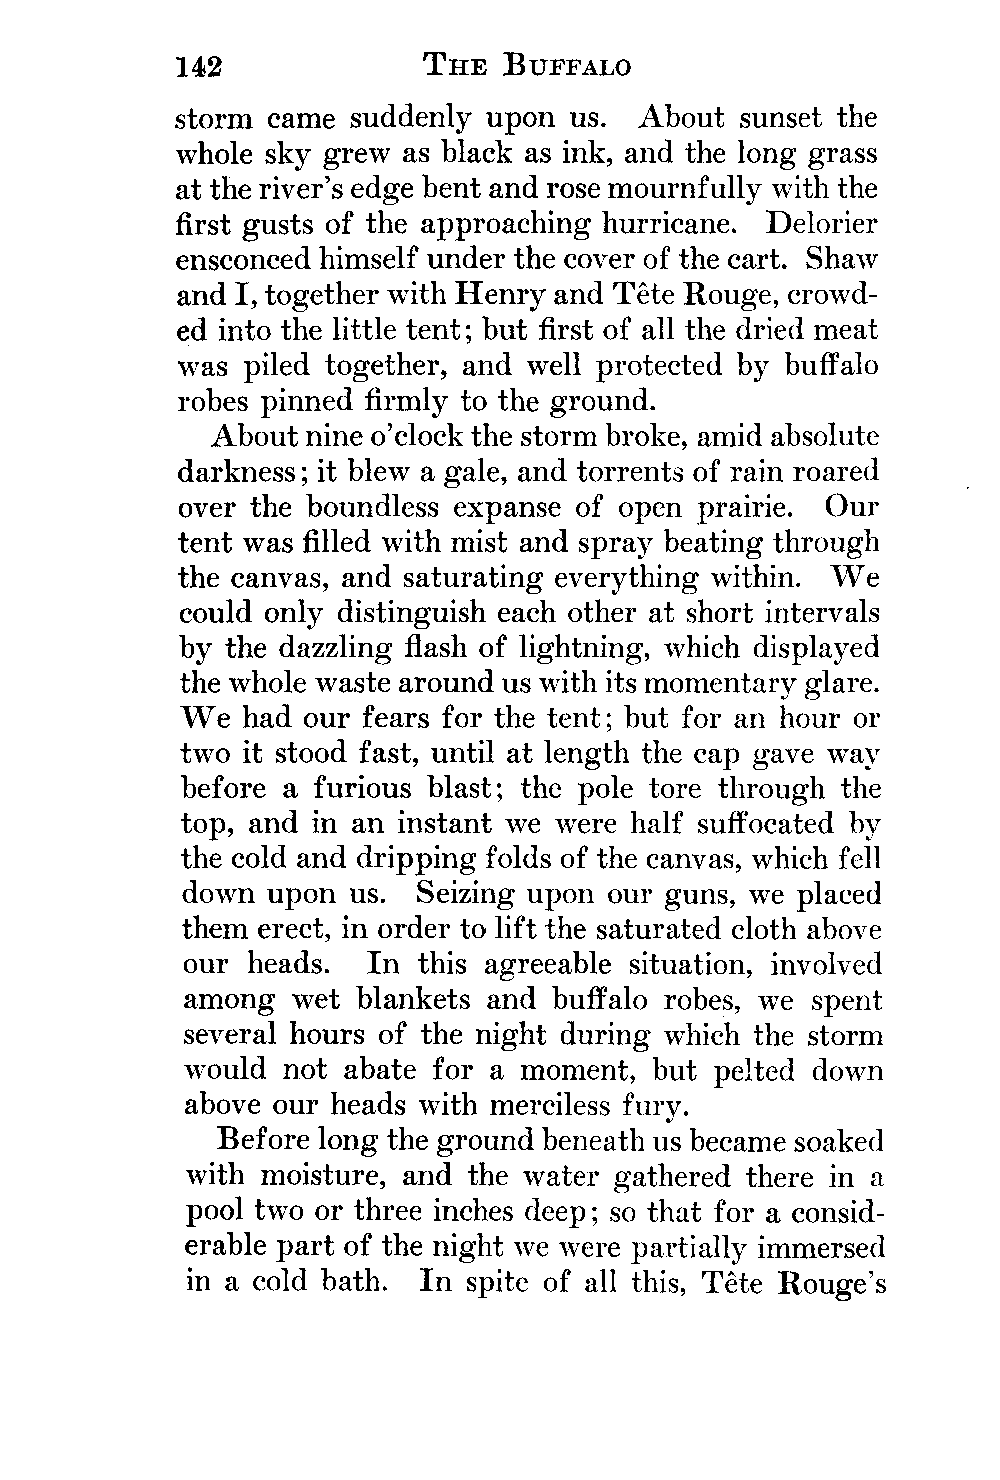 142 THE BUFFALO
storm came suddenly upon us. About sunset the
whole sky grew as black as ink, and the long grass
at the river's edge bent and rose mournfully with the
first gusts of the approaching hurricane. Delorier
ensconced himself under the cover of the cart. Shaw
and I, together with Henry and Tête Rouge, crowd-
ed into the little tent; but first of all the dried meat
was piled together, and well protected by buffalo
robes pinned firmly to the ground.
About nine o'clock the storm broke, amid absolute
darkness; it blew a gale, and torrents of rain roared
over the boundless expanse of open prairie. Our
tent was filled with mist and spray beating through
the canvas, and saturating everything within. We
could only distinguish each other at short intervals
by the dazzling flash of lightning, which displayed
the whole waste around us with its momentary glare.
We had our fears for the tent; but for an hour or
two it stood fast, until at length the cap gave way
before a furious blast; the pole tore through the
top, and in an instant we were half suffocated by
the cold and dripping folds of the canvas, which fell
down upon us. Seizing upon our guns, we placed
them erect, in order to lift the saturated cloth above
our heads. In this agreeable situation, involved
among wet blankets and buffalo robes, we spent
several hours of the night during which the storm
would not abate for a moment, but pelted down
above our heads with merciless fury.
Before long the ground beneath us became soaked
with moisture, and the water gathered there in a
pool two or three inches deep; so that for a consid-
erable part of the night we were partially immersed
in a cold bath. In spite of all this, Tête Rouge's